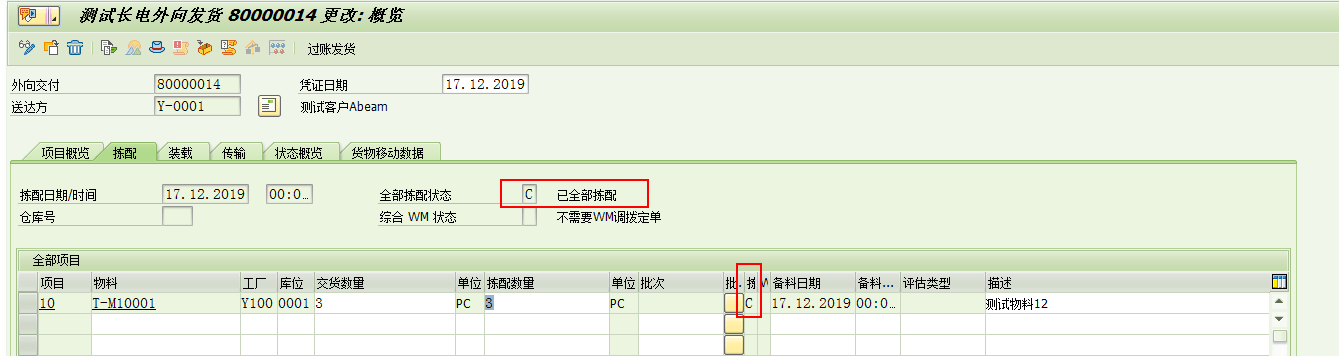 测试长电外向发货 80000014 更改: 概览
过账发货
外向交付 80000014 凭证日期 17.12.2019
送达方 Y-0001 测试客户Abeam
项目概览 拣配 装载 传输 状态概览 货物移动数据
拣配日期/时间 17.12.2019 00:0… 全部拣配状态 C 已全部拣配
仓库号 综合 WM 状态 不需要WM调拨定单
全部项目
项目 物料 工厂 库位 交货数量 单位 拣配数量 单位 批次 批. 拣 W 备料日期 备料... 评估类型 描述
10 T-M10001 Y100 0001 3 PC 3 PC C 17.12.2019 00:0… 测试物料12